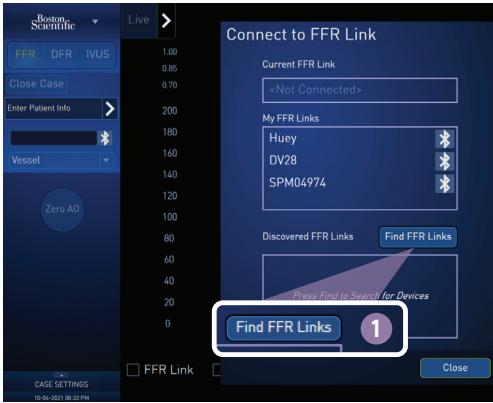 Boston
Scientific
FFR DFR IVUS
Close Case
Enter Patient Info
Vessel
Zero AO
CASE SETTINGS
10-04-2021 08:33 PM
Live
1.00
0.85
0.70
200
180
160
140
120
100
80
60
40
20
0
FFR Link
Connect to FFR Link
Current FFR Link
<Not Connected>
My FFR Links
Huey
DV28
SPM04974
Discovered FFR Links Find FFR Links
Press Find to Search for Devices
Find FFR Links 1
Close